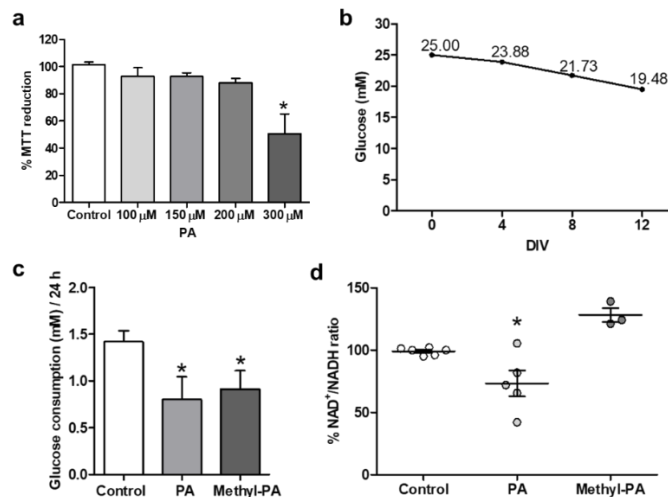 a
% MTT reduction
120
100
80
60
40
20
0
*
Control 100 μM 150 μM 200 μM 300 μM
PA
b
Glucose (mM)
30
25
20
15
10
5
0
25.00 23.88 21.73 19.48
0 4 8 12
DIV
c
Glucose consumption (mM) / 24 h
2.0
1.5
1.0
0.5
0.0
* *
Control PA Methyl-PA
d
% NAD⁺/NADH ratio
150
100
50
0
*
Control PA Methyl-PA